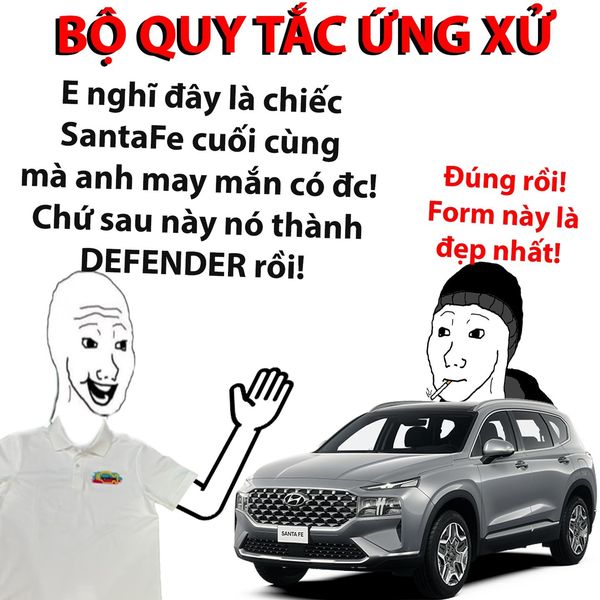 BỘ QUY TẮC ỨNG XỬ
E nghĩ đây là chiếc
SantaFe cuối cùng
mà anh may mắn có đc!
Chứ sau này nó thành
DEFENDER rồi!
Đúng rồi!
Form này là
đẹp nhất!
SANTA FE